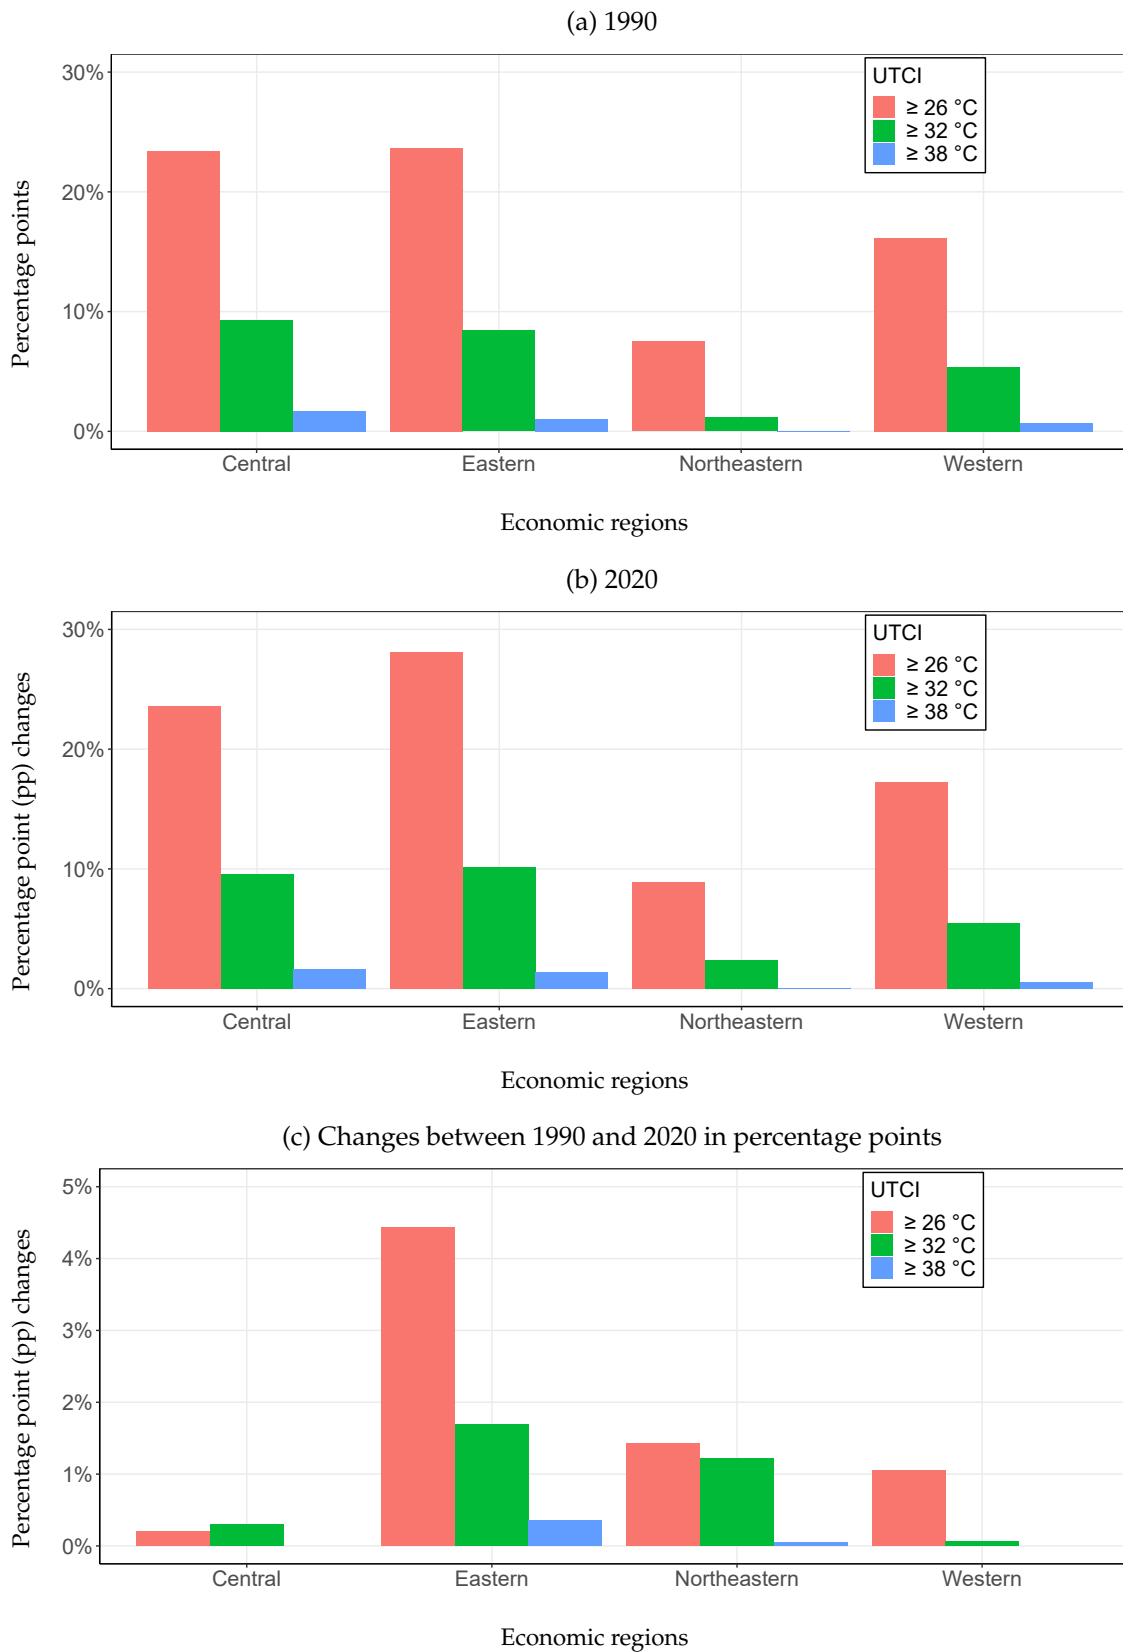 (a) 1990
30%
20%
10%
0%
Percentage points
UTCI
≥ 26 °C
≥ 32 °C
≥ 38 °C
Central Eastern Northeastern Western
Economic regions
(b) 2020
30%
20%
10%
0%
Percentage point (pp) changes
UTCI
≥ 26 °C
≥ 32 °C
≥ 38 °C
Central Eastern Northeastern Western
Economic regions
(c) Changes between 1990 and 2020 in percentage points
5%
4%
3%
2%
1%
0%
Percentage point (pp) changes
UTCI
≥ 26 °C
≥ 32 °C
≥ 38 °C
Central Eastern Northeastern Western
Economic regions